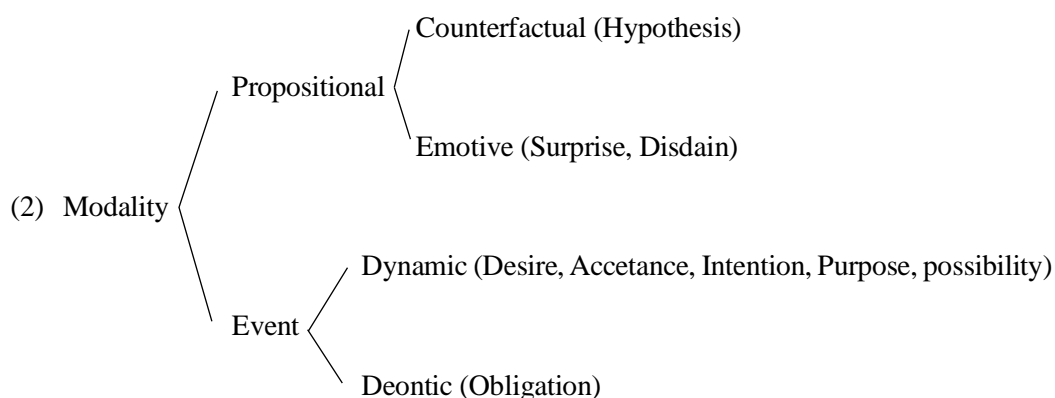 Counterfactual (Hypothesis)
Propositional
Emotive (Surprise, Disdain)
(2) Modality
Dynamic (Desire, Accetance, Intention, Purpose, possibility)
Event
Deontic (Obligation)